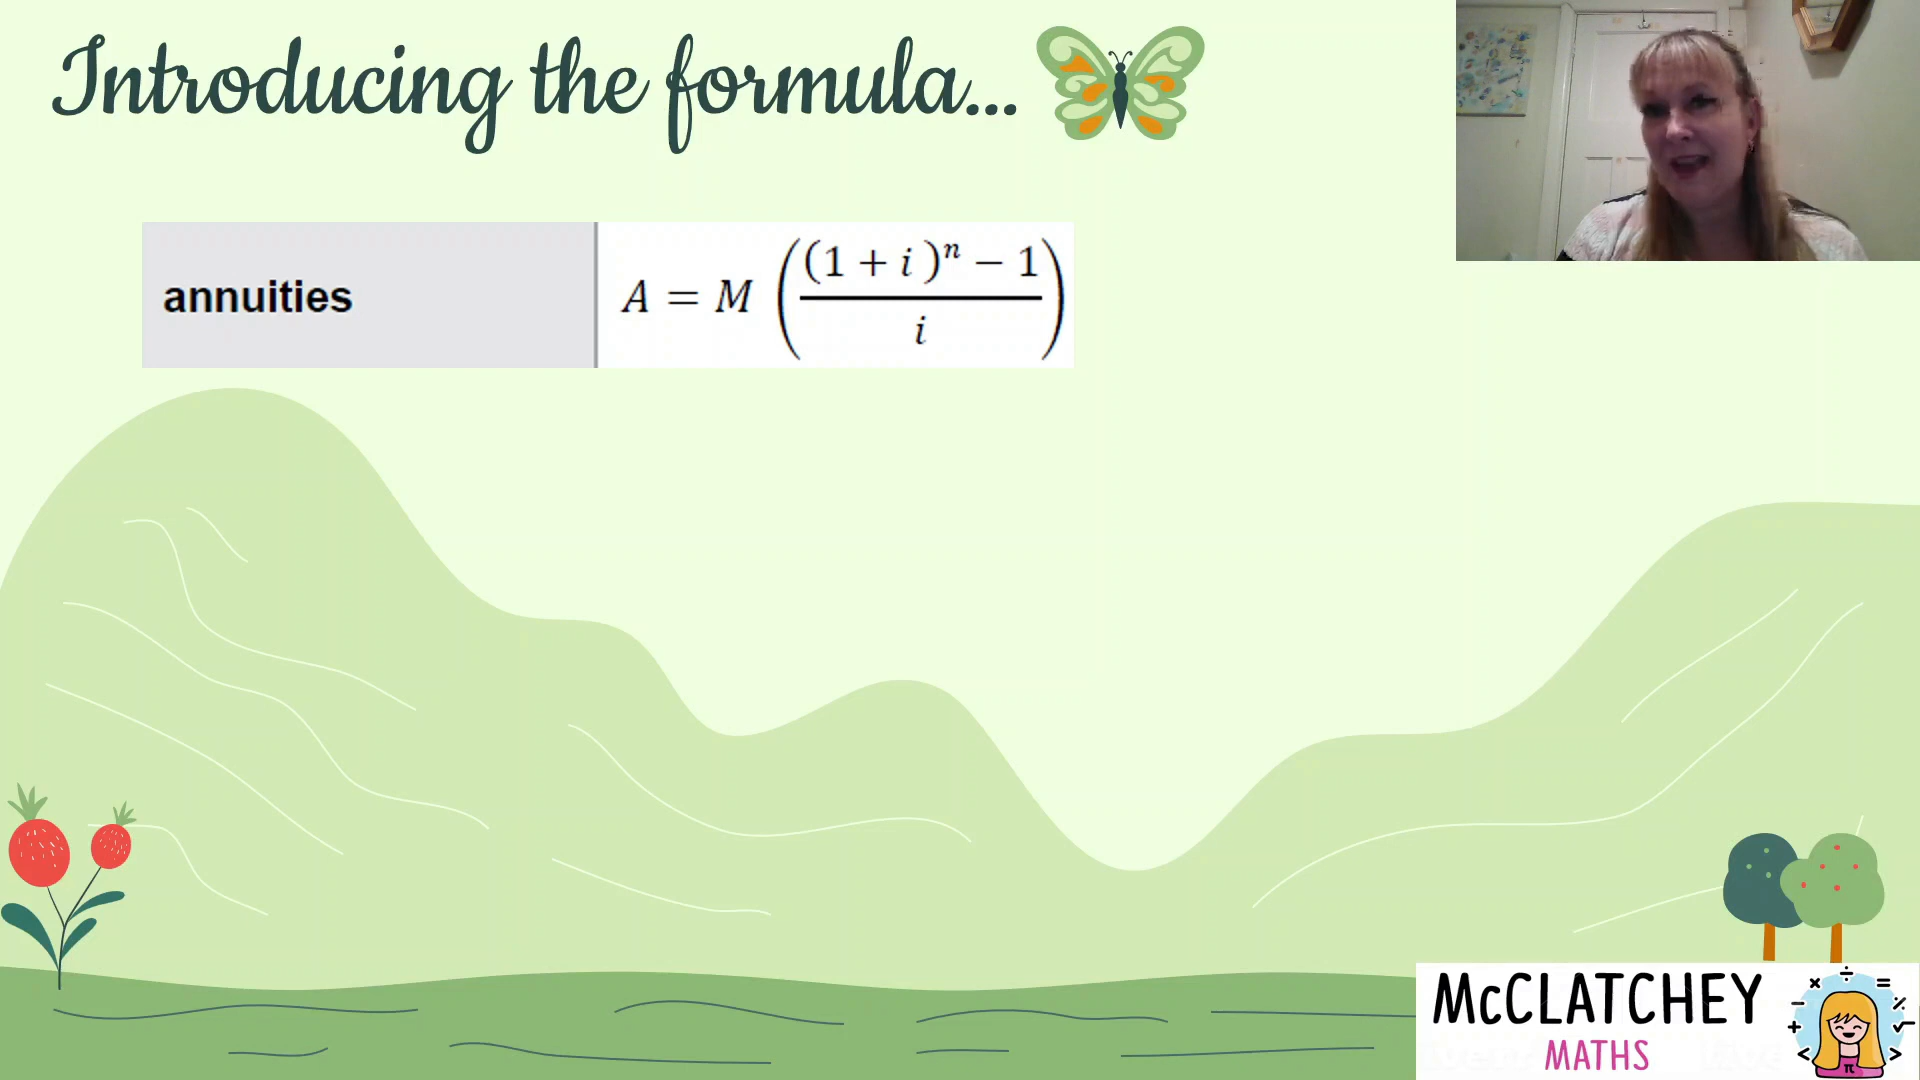 Introducing the formula...
annuities
A = M (((1 + i)ⁿ − 1) / i)
McCLATCHEY
MATHS
× ÷ = − % + √ < > π